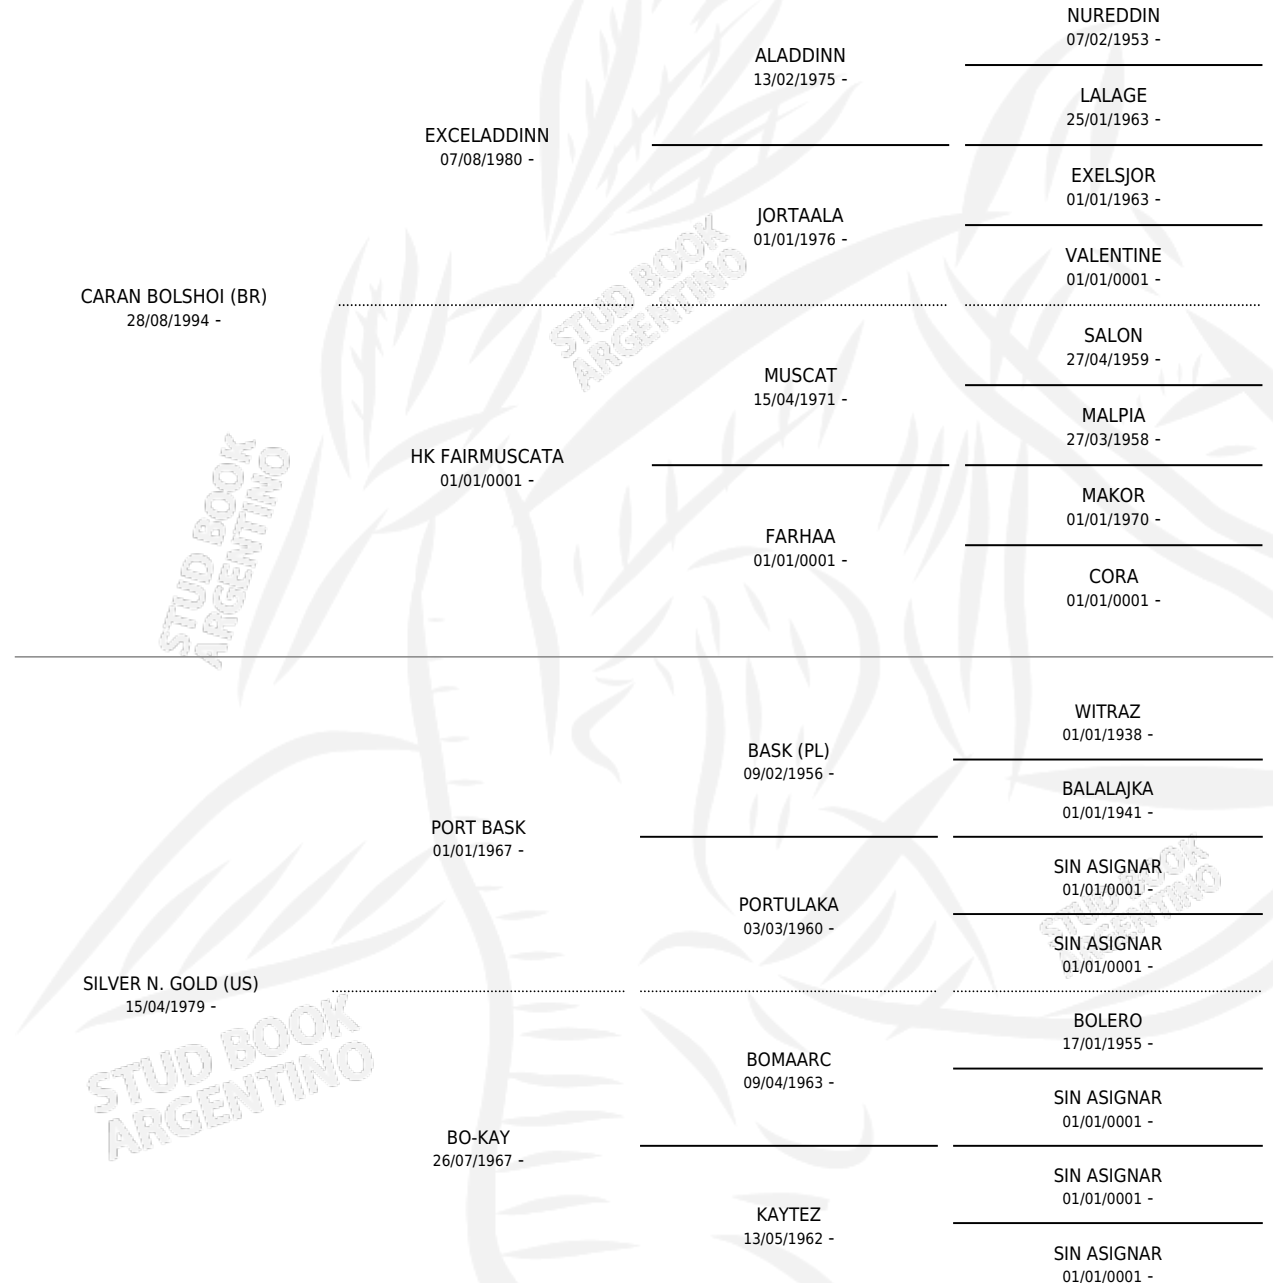 NUREDDIN
07/02/1953 -
ALADDINN
13/02/1975 -
LALAGE
25/01/1963 -
EXCELADDINN
07/08/1980 -
EXELSJOR
01/01/1963 -
JORTAALA
01/01/1976 -
VALENTINE
01/01/0001 -
CARAN BOLSHOI (BR)
28/08/1994 -
SALON
27/04/1959 -
MUSCAT
15/04/1971 -
MALPIA
27/03/1958 -
HK FAIRMUSCATA
01/01/0001 -
MAKOR
01/01/1970 -
FARHAA
01/01/0001 -
CORA
01/01/0001 -
WITRAZ
01/01/1938 -
BASK (PL)
09/02/1956 -
BALALAJKA
01/01/1941 -
PORT BASK
01/01/1967 -
SIN ASIGNAR
01/01/0001 -
PORTULAKA
03/03/1960 -
SIN ASIGNAR
01/01/0001 -
SILVER N. GOLD (US)
15/04/1979 -
BOLERO
17/01/1955 -
BOMAARC
09/04/1963 -
SIN ASIGNAR
01/01/0001 -
BO-KAY
26/07/1967 -
SIN ASIGNAR
01/01/0001 -
KAYTEZ
13/05/1962 -
SIN ASIGNAR
01/01/0001 -
STUD BOOK
ARGENTINO
STUD BOOK
ARGENTINO
STUD BOOK
ARGENTINO
STUD BOOK
ARGENTINO